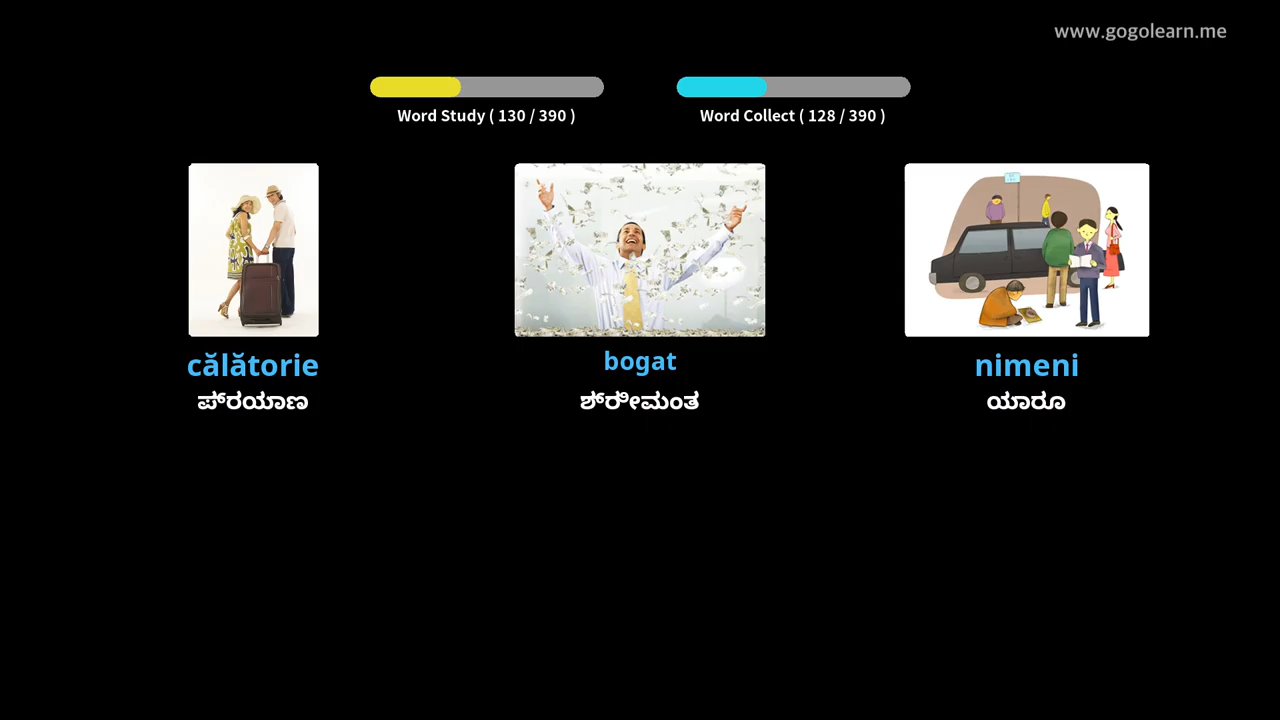 www.gogolearn.me
Word Study ( 130 / 390 )
Word Collect ( 128 / 390 )
călătorie
bogat
nimeni
ಪ್ರಯಾಣ
ಶ್ರೀಮಂತ
ಯಾರೂ